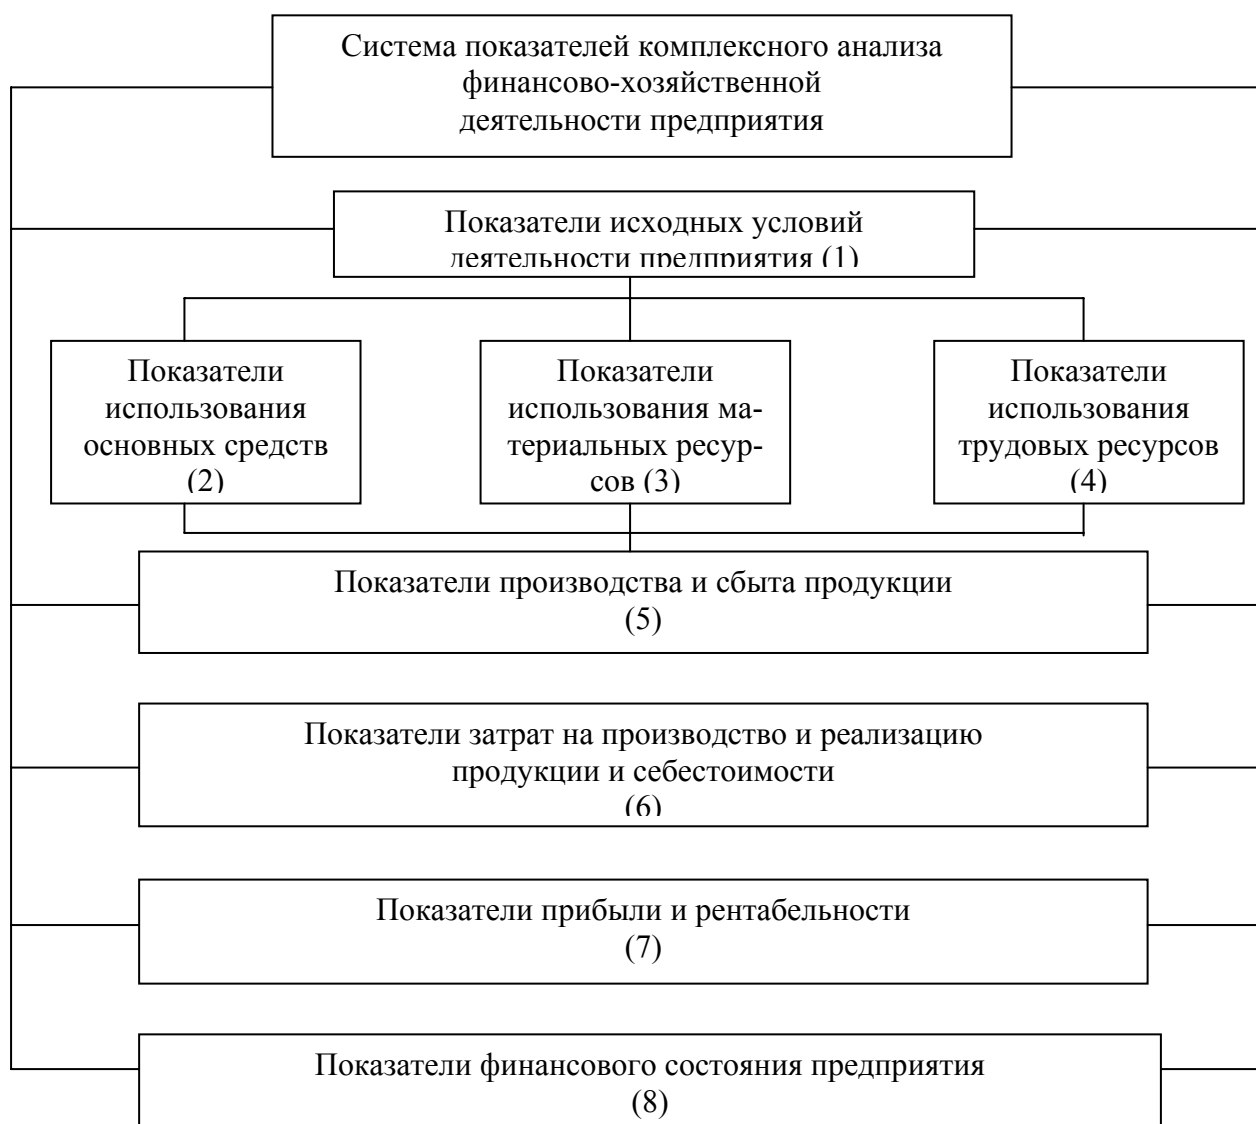 Система показателей комплексного анализа
финансово-хозяйственной
деятельности предприятия
Показатели исходных условий
деятельности предприятия (1)
Показатели
использования
основных средств
(2)
Показатели
использования ма-
териальных ресур-
сов (3)
Показатели
использования
трудовых ресурсов
(4)
Показатели производства и сбыта продукции
(5)
Показатели затрат на производство и реализацию
продукции и себестоимости
(6)
Показатели прибыли и рентабельности
(7)
Показатели финансового состояния предприятия
(8)